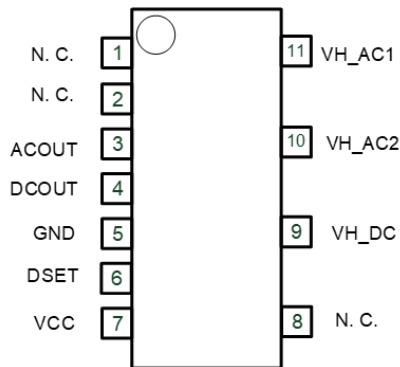 N. C. 1
N. C. 2
ACOUT 3
DCOUT 4
GND 5
DSET 6
VCC 7
11 VH_AC1
10 VH_AC2
9 VH_DC
8 N. C.